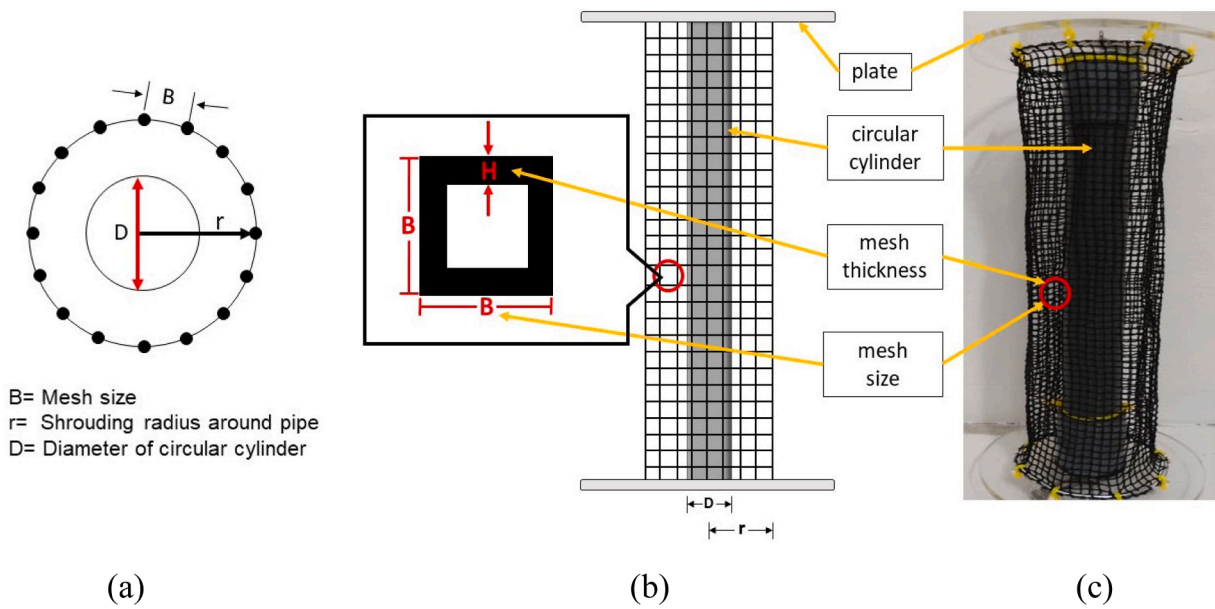 B
D
r
B= Mesh size
r= Shrouding radius around pipe
D= Diameter of circular cylinder
H
B
B
D
r
plate
circular
cylinder
mesh
thickness
mesh
size
(a)
(b)
(c)